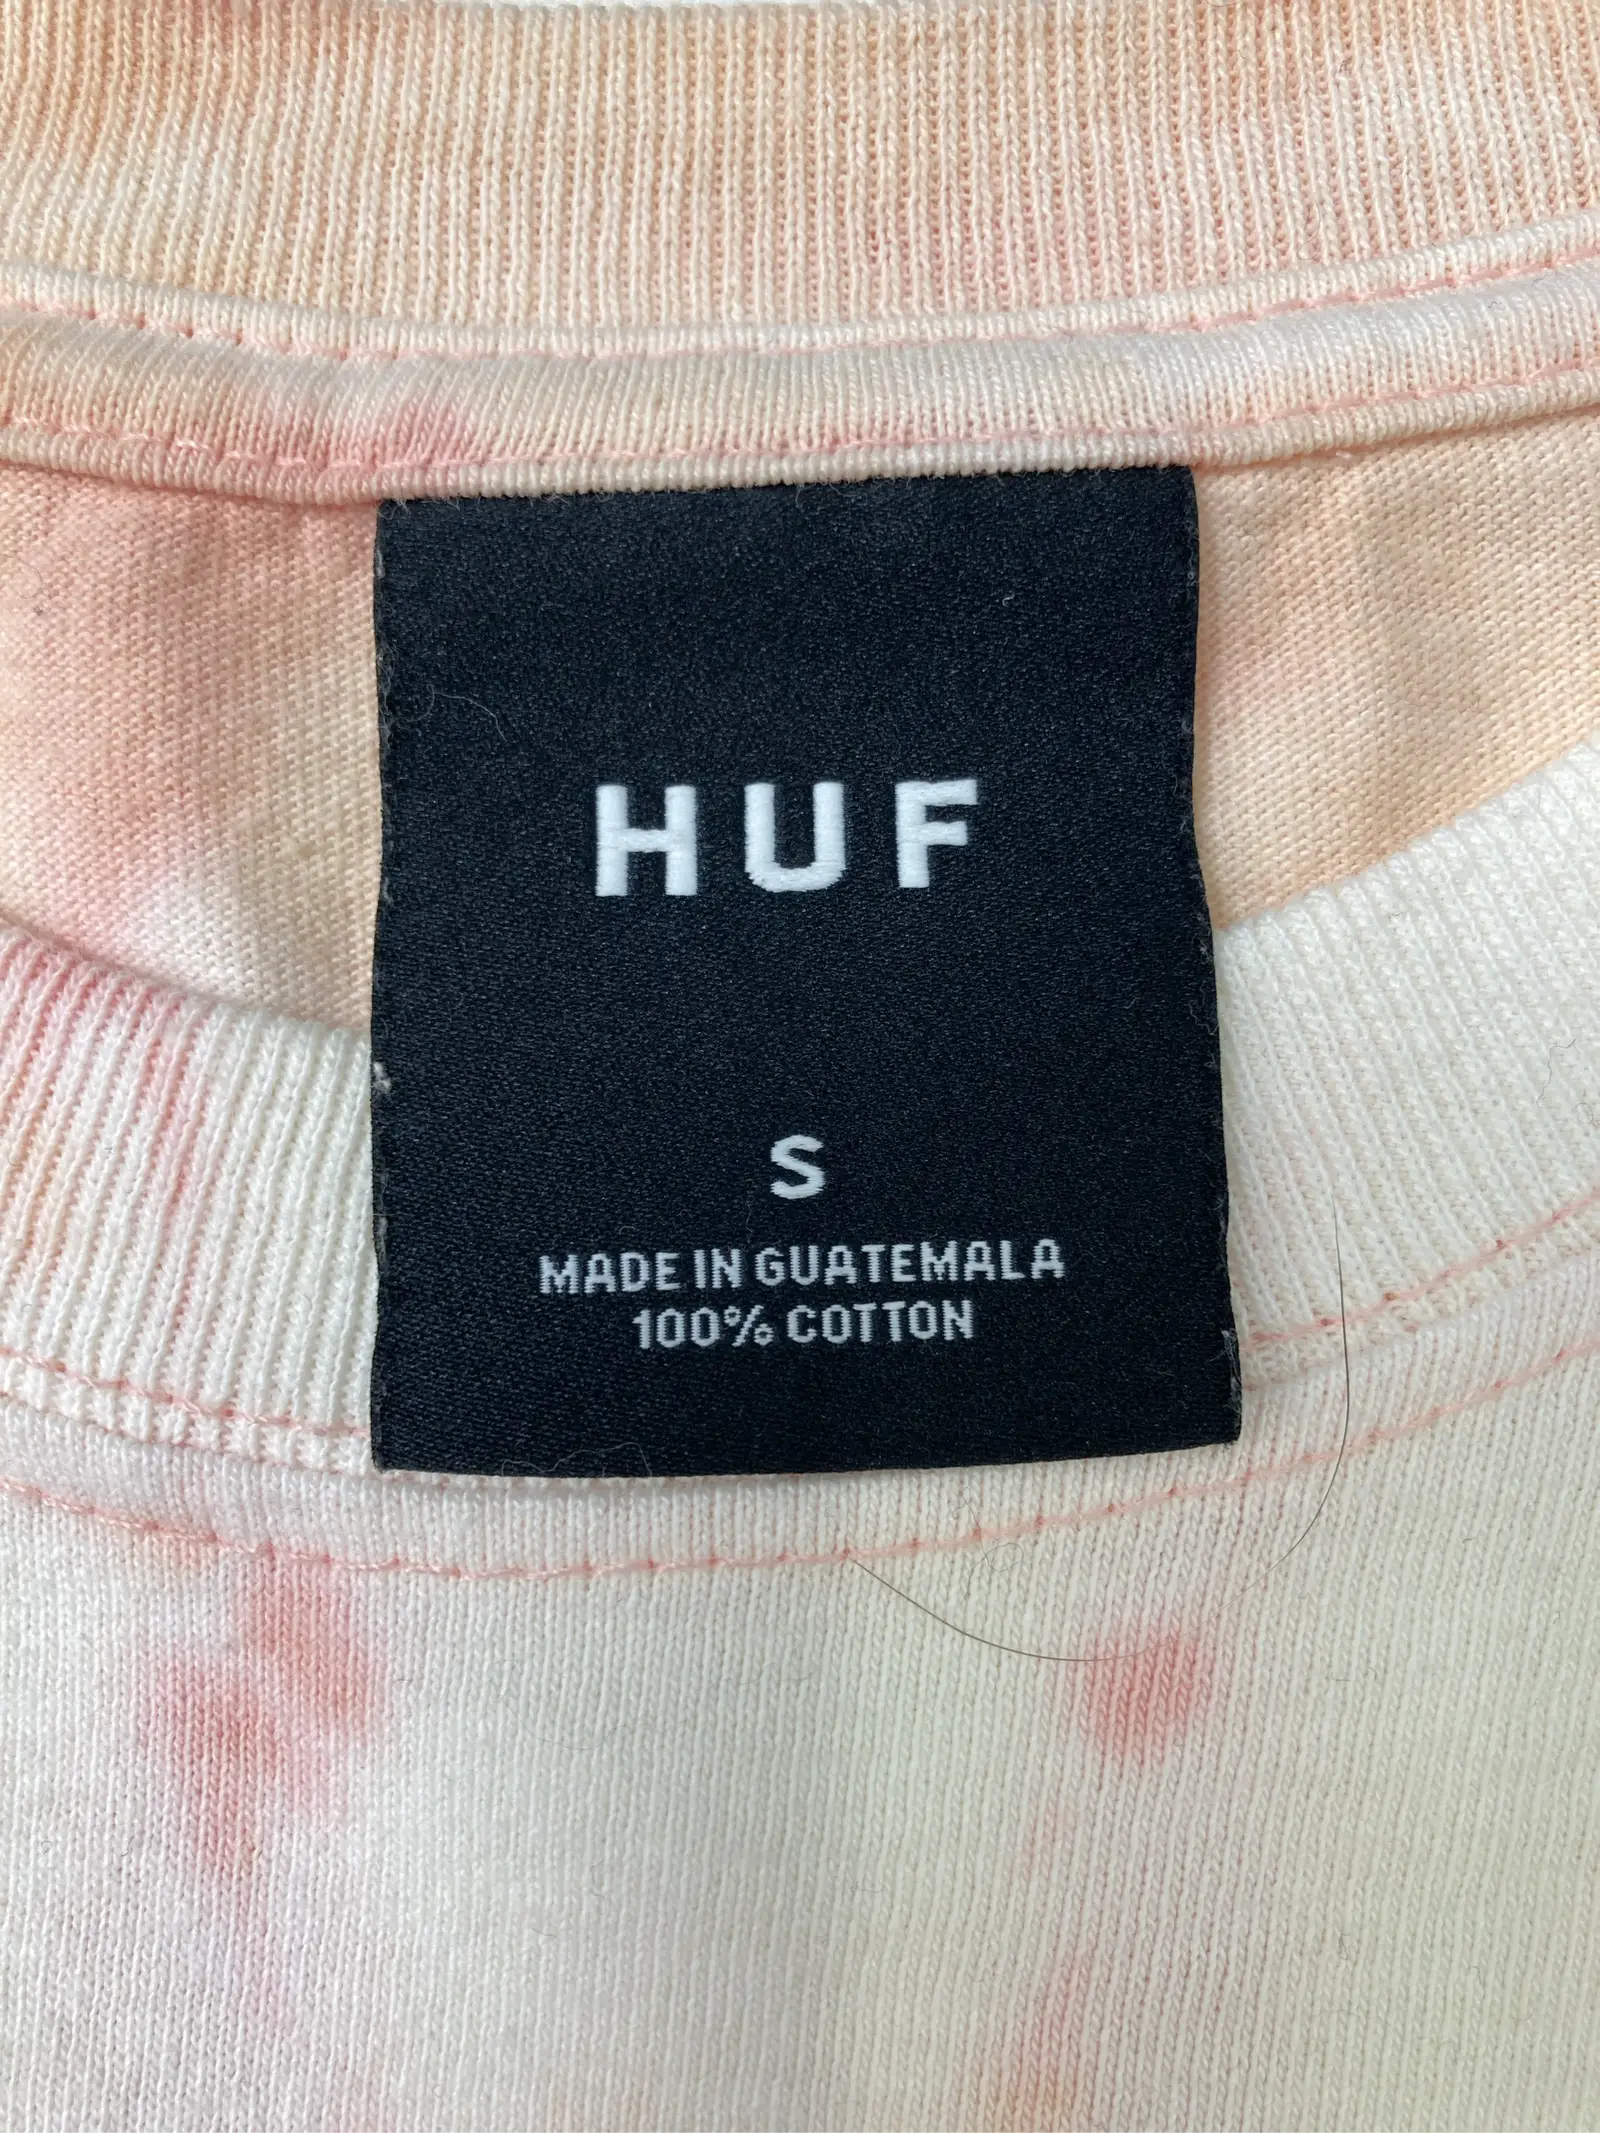 HUF
S
MADE IN GUATEMALA
100% COTTON